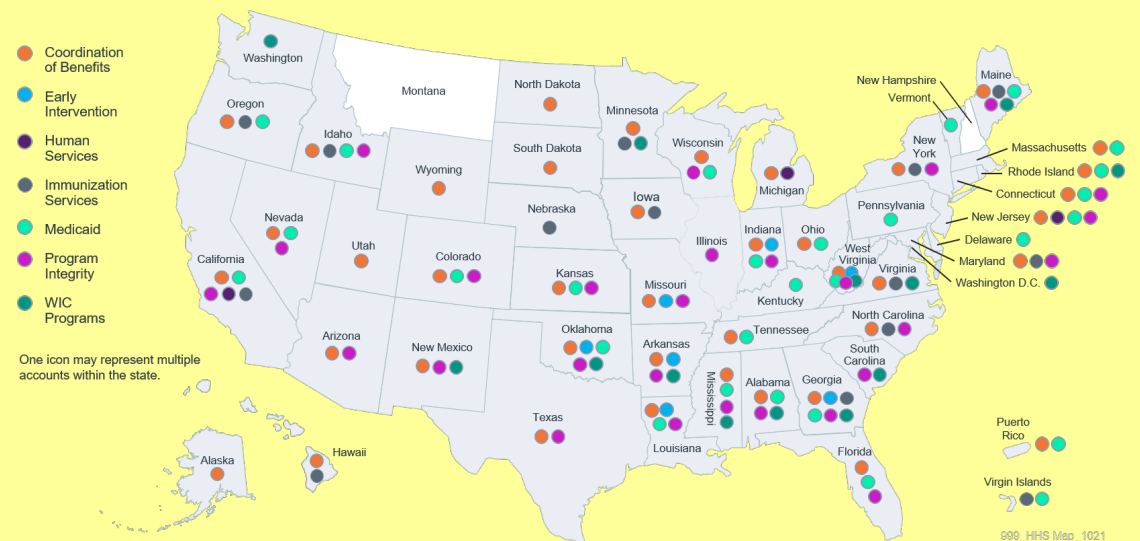 Coordination
of Benefits
Early
Intervention
Human
Services
Immunization
Services
Medicaid
Program
Integrity
WIC
Programs
One icon may represent multiple
accounts within the state.
Washington
Oregon
California
Nevada
Idaho
Montana
Wyoming
Utah
Colorado
Arizona
New Mexico
North Dakota
South Dakota
Nebraska
Kansas
Oklahoma
Texas
Minnesota
Iowa
Missouri
Arkansas
Louisiana
Wisconsin
Illinois
Michigan
Indiana
Ohio
Kentucky
Tennessee
Mississippi
Alabama
Georgia
Florida
South
Carolina
North Carolina
Virginia
West
Virginia
Pennsylvania
New
York
Vermont
New Hampshire
Maine
Massachusetts
Rhode Island
Connecticut
New Jersey
Delaware
Maryland
Washington D.C.
Alaska
Hawaii
Puerto
Rico
Virgin Islands
999_HHS Map_1021